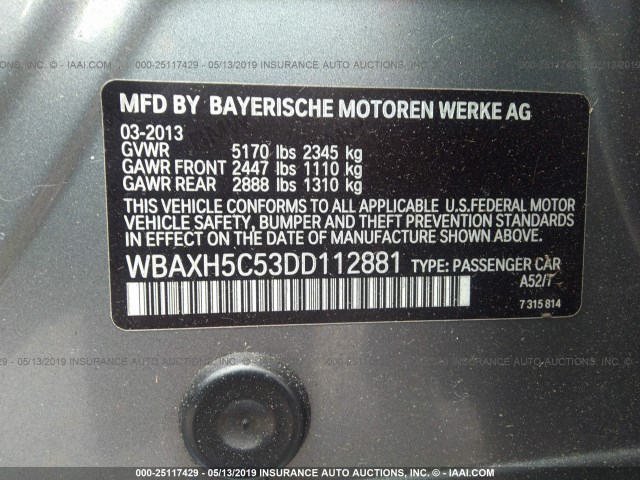 000-25117429 - 05/13/2019 INSURANCE AUTO AUCTIONS, INC. - IAAI.COM
MFD BY BAYERISCHE MOTOREN WERKE AG
03-2013
GVWR 5170 lbs 2345 kg
GAWR FRONT 2447 lbs 1110 kg
GAWR REAR 2888 lbs 1310 kg
THIS VEHICLE CONFORMS TO ALL APPLICABLE U.S.FEDERAL MOTOR
VEHICLE SAFETY, BUMPER AND THEFT PREVENTION STANDARDS
IN EFFECT ON THE DATE OF MANUFACTURE SHOWN ABOVE.
WBAXH5C53DD112881 TYPE: PASSENGER CAR
A52/7
7 315 814
000-25117429 - 05/13/2019 INSURANCE AUTO AUCTIONS, INC. - IAAI.COM